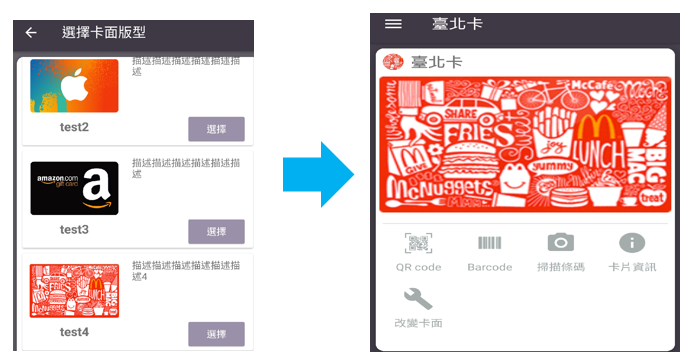 選擇卡面版型
描述描述描述描述描述描
述
test2
選擇
amazon.com
gift card
a
描述描述描述描述描述描
述
test3
選擇
描述描述描述描述描述描
述4
test4
選擇
臺北卡
臺北卡
Welcome
McCafe
Mocha
SHARE
FRIES
joy
LUNCH
BIG
MAC
yummy
McNuggets
treat
QR code
Barcode
掃描條碼
卡片資訊
改變卡面